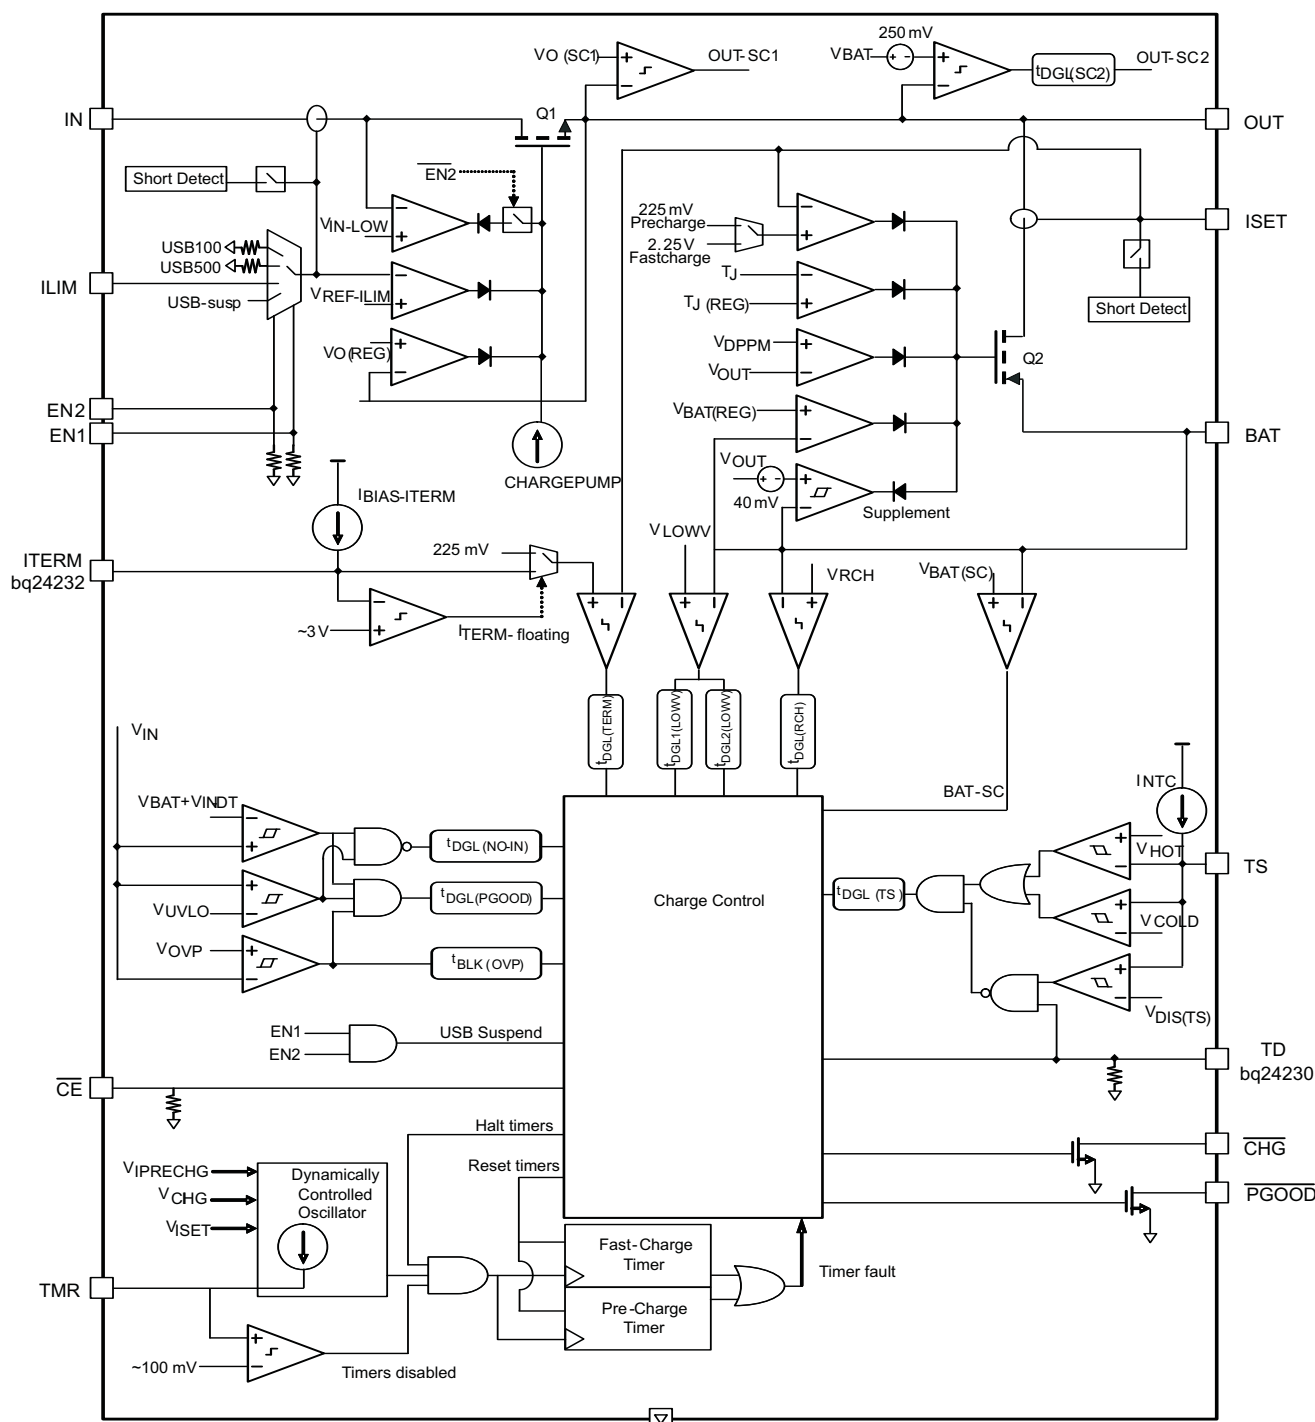 250 mV
VO (SC1)
OUT-SC1
VBAT
tDGL(SC2)
OUT-SC2
IN
Q1
OUT
Short Detect
EN2
VIN-LOW
225 mV
Precharge
2.25V
Fastcharge
ISET
USB100
USB500
ILIM
USB-susp
VREF-ILIM
TJ
TJ (REG)
Short Detect
VO (REG)
VDPPM
VOUT
Q2
EN2
EN1
VBAT(REG)
BAT
CHARGEPUMP
VOUT
40 mV
Supplement
IBIAS-ITERM
VLOWV
ITERM
bq24232
225 mV
VRCH
VBAT(SC)
~3 V
ITERM- floating
tDGL(TERM)
tDGL1(LOWV)
tDGL2(LOWV)
tDGL(RCH)
VIN
BAT-SC
INTC
VBAT+VINDT
tDGL(NO-IN)
VHOT
TS
tDGL(PGOOD)
Charge Control
tDGL (TS)
VUVLO
VCOLD
VOVP
tBLK(OVP)
VDIS(TS)
EN1
EN2
USB Suspend
TD
bq24230
CE
Halt timers
CHG
Reset timers
VIPRECHG
VCHG
VISET
Dynamically
Controlled
Oscillator
PGOOD
Fast-Charge
Timer
Timer fault
TMR
Pre-Charge
Timer
~100 mV
Timers disabled